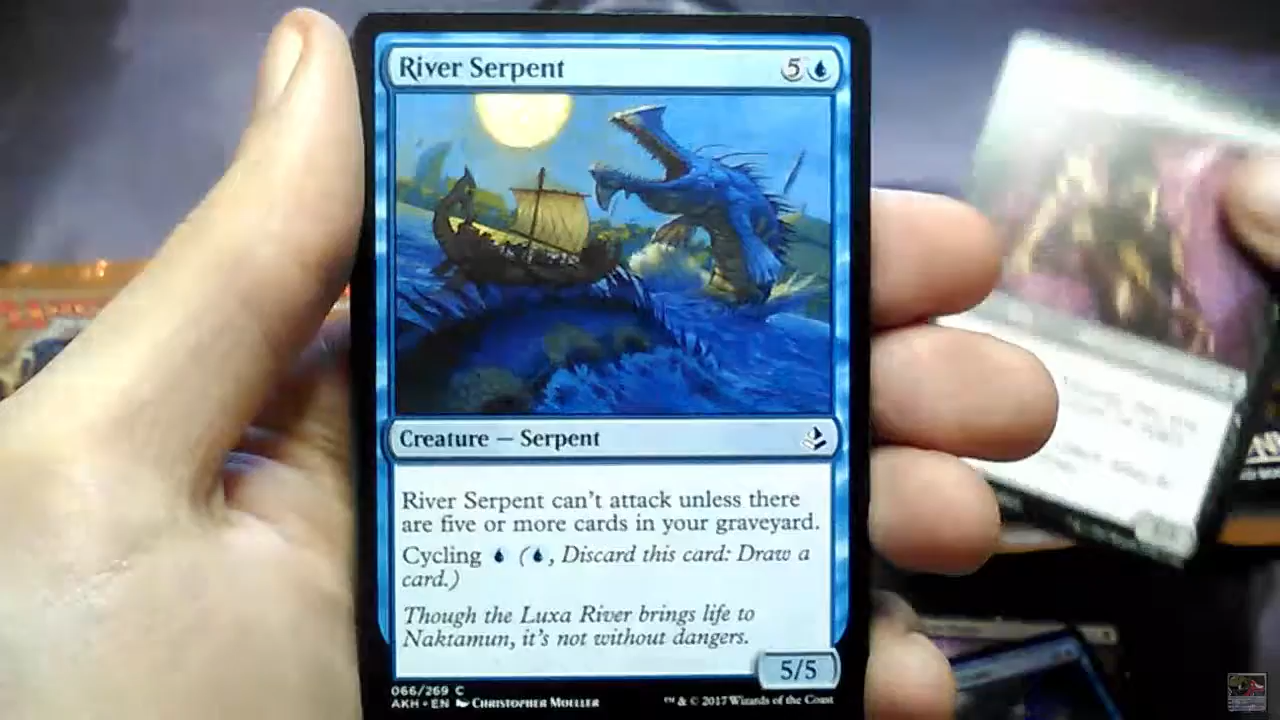 River Serpent 5
Creature — Serpent
River Serpent can't attack unless there
are five or more cards in your graveyard.
Cycling (, Discard this card: Draw a
card.)
Though the Luxa River brings life to
Naktamun, it's not without dangers.
5/5
066/269 C
AKH • EN Christopher Moeller
™ & © 2017 Wizards of the Coast